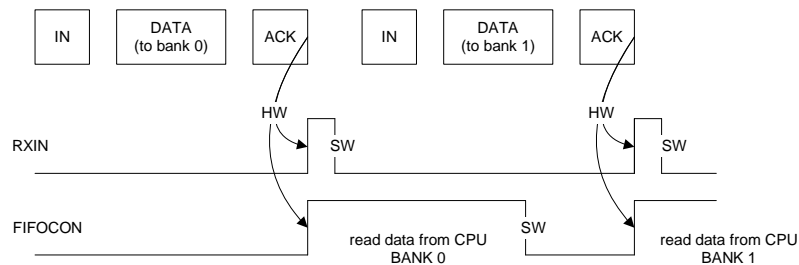 IN
DATA
(to bank 0)
ACK
IN
DATA
(to bank 1)
ACK
HW
HW
RXIN
SW
SW
FIFOCON
SW
read data from CPU
BANK 0
read data from CPU
BANK 1